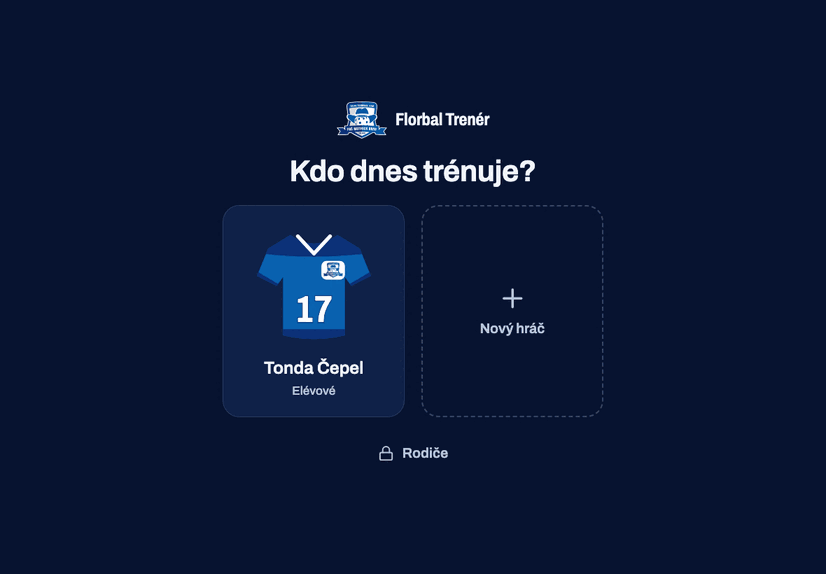 Florbal Trenér
Kdo dnes trénuje?
17
Tonda Čepel
Elévové
Nový hráč
Rodiče